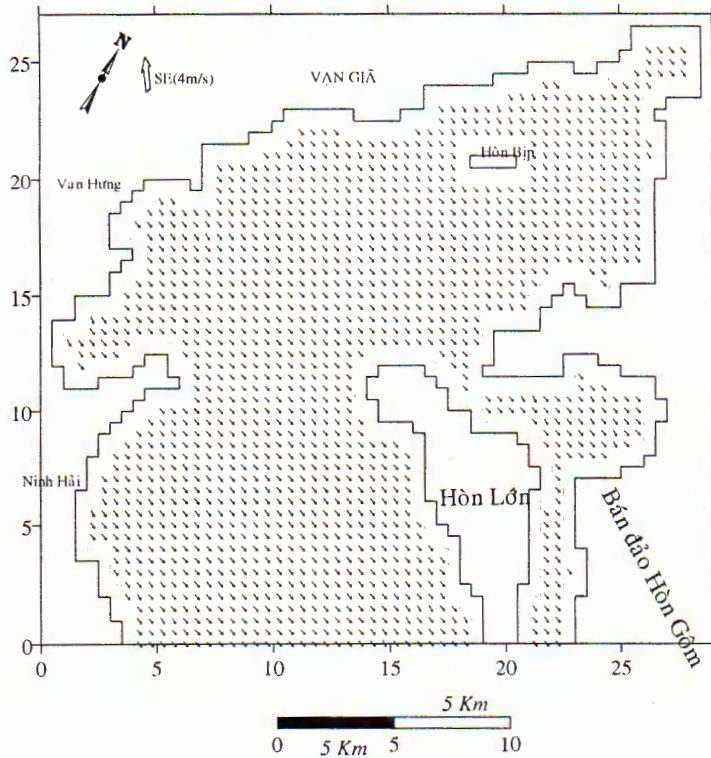 N
SE(4m/s)
VẠN GIÃ
Hòn Bịp
Vạn Hưng
Ninh Hải
Hòn Lớn
Bán đảo Hòn Gốm
25
20
15
10
5
0
0 5 10 15 20 25
5 Km
0 5 10
5 Km